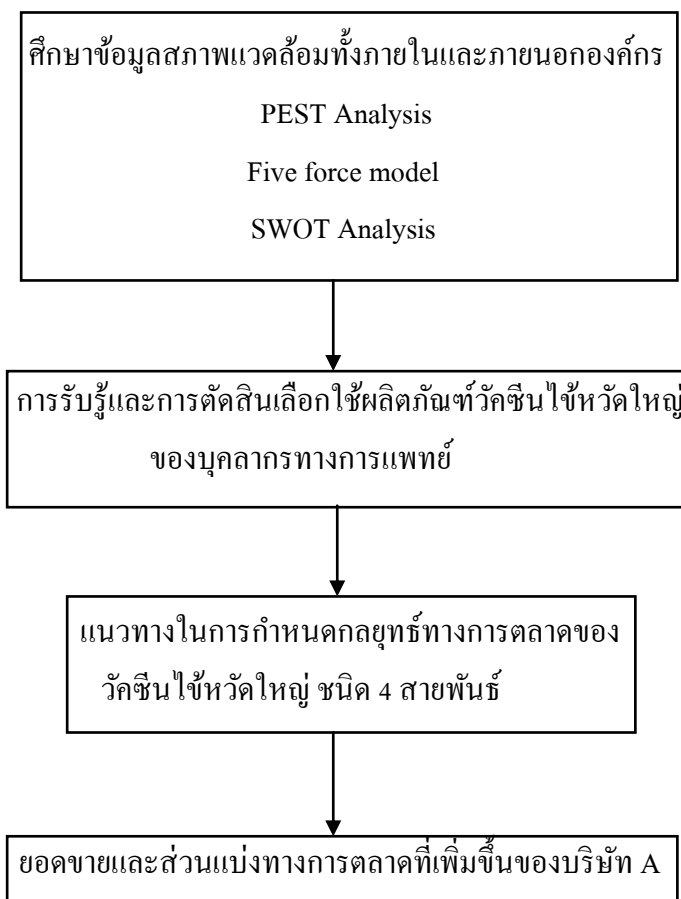 ศึกษาข้อมูลสภาพแวดล้อมทั้งภายในและภายนอกองค์กร
PEST Analysis
Five force model
SWOT Analysis
การรับรู้และการตัดสินเลือกใช้ผลิตภัณฑ์วัคซีนไข้หวัดใหญ่
ของบุคลากรทางการแพทย์
แนวทางในการกำหนดกลยุทธ์ทางการตลาดของ
วัคซีนไข้หวัดใหญ่ ชนิด 4 สายพันธ์
ยอดขายและส่วนแบ่งทางการตลาดที่เพิ่มขึ้นของบริษัท A